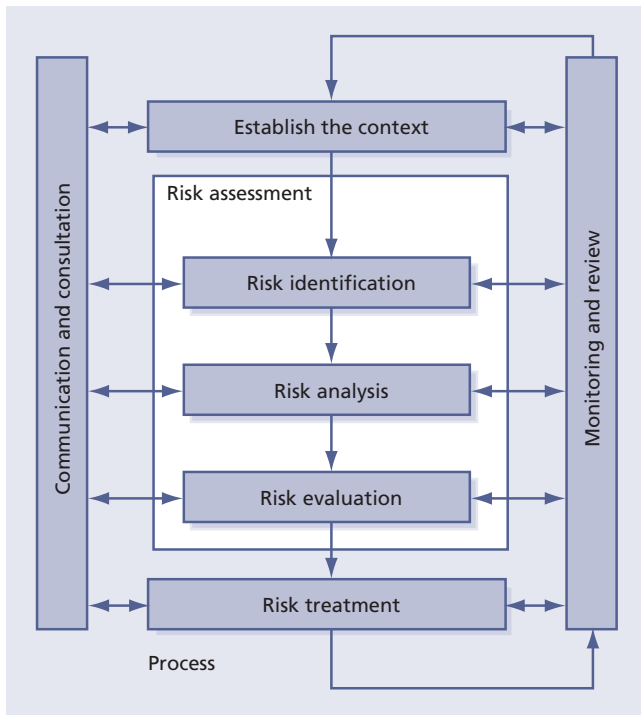 Establish the context
Risk assessment
Communication and consultation
Risk identification
Monitoring and review
Risk analysis
Risk evaluation
Risk treatment
Process